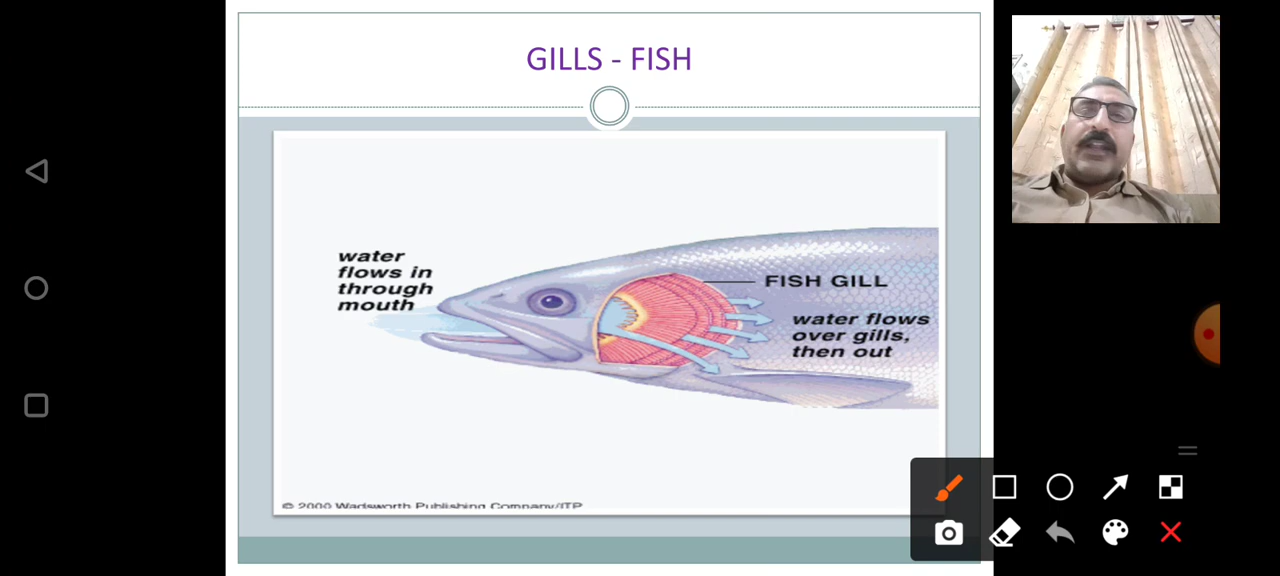 GILLS - FISH
water
flows in
through
mouth
FISH GILL
water flows
over gills,
then out
© 2000 Wadsworth Publishing Company/ITP